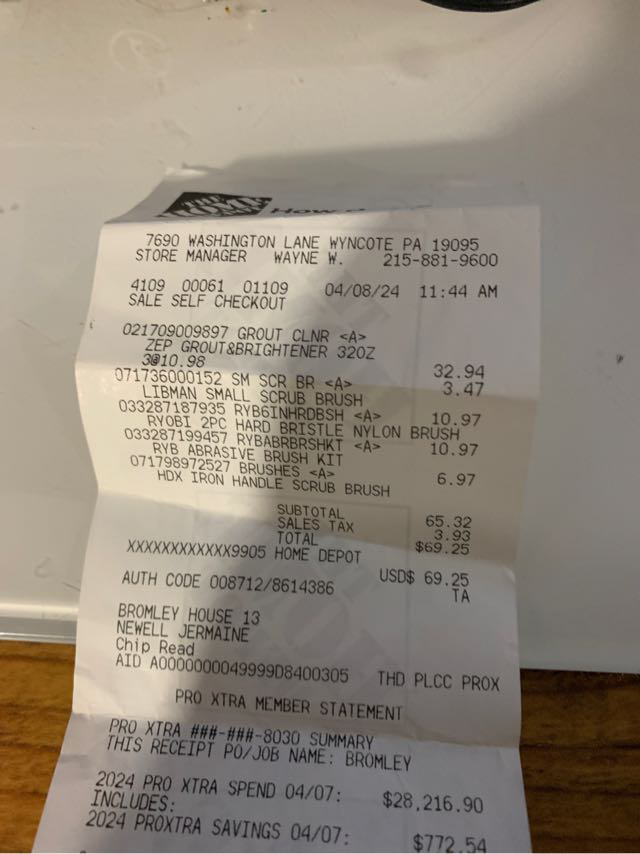 THE HOME
7690 WASHINGTON LANE WYNCOTE PA 19095
STORE MANAGER WAYNE W. 215-881-9600
4109 00061 01109 04/08/24 11:44 AM
SALE SELF CHECKOUT
021709009897 GROUT CLNR <A>
ZEP GROUT&BRIGHTENER 32OZ
3@10.98 32.94
071736000152 SM SCR BR <A> 3.47
LIBMAN SMALL SCRUB BRUSH
033287187935 RYB6INHRDBSH <A> 10.97
RYOBI 2PC HARD BRISTLE NYLON BRUSH
033287199457 RYBABRBRSHKT <A> 10.97
RYB ABRASIVE BRUSH KIT
071798972527 BRUSHES <A> 6.97
HDX IRON HANDLE SCRUB BRUSH
SUBTOTAL 65.32
SALES TAX 3.93
TOTAL $69.25
XXXXXXXXXXXX9905 HOME DEPOT
USD$ 69.25
AUTH CODE 008712/8614386 TA
BROMLEY HOUSE 13
NEWELL JERMAINE
Chip Read
AID A0000000049999D8400305 THD PLCC PROX
PRO XTRA MEMBER STATEMENT
PRO XTRA ###-###-8030 SUMMARY
THIS RECEIPT PO/JOB NAME: BROMLEY
2024 PRO XTRA SPEND 04/07: $28,216.90
INCLUDES:
2024 PROXTRA SAVINGS 04/07: $772.54